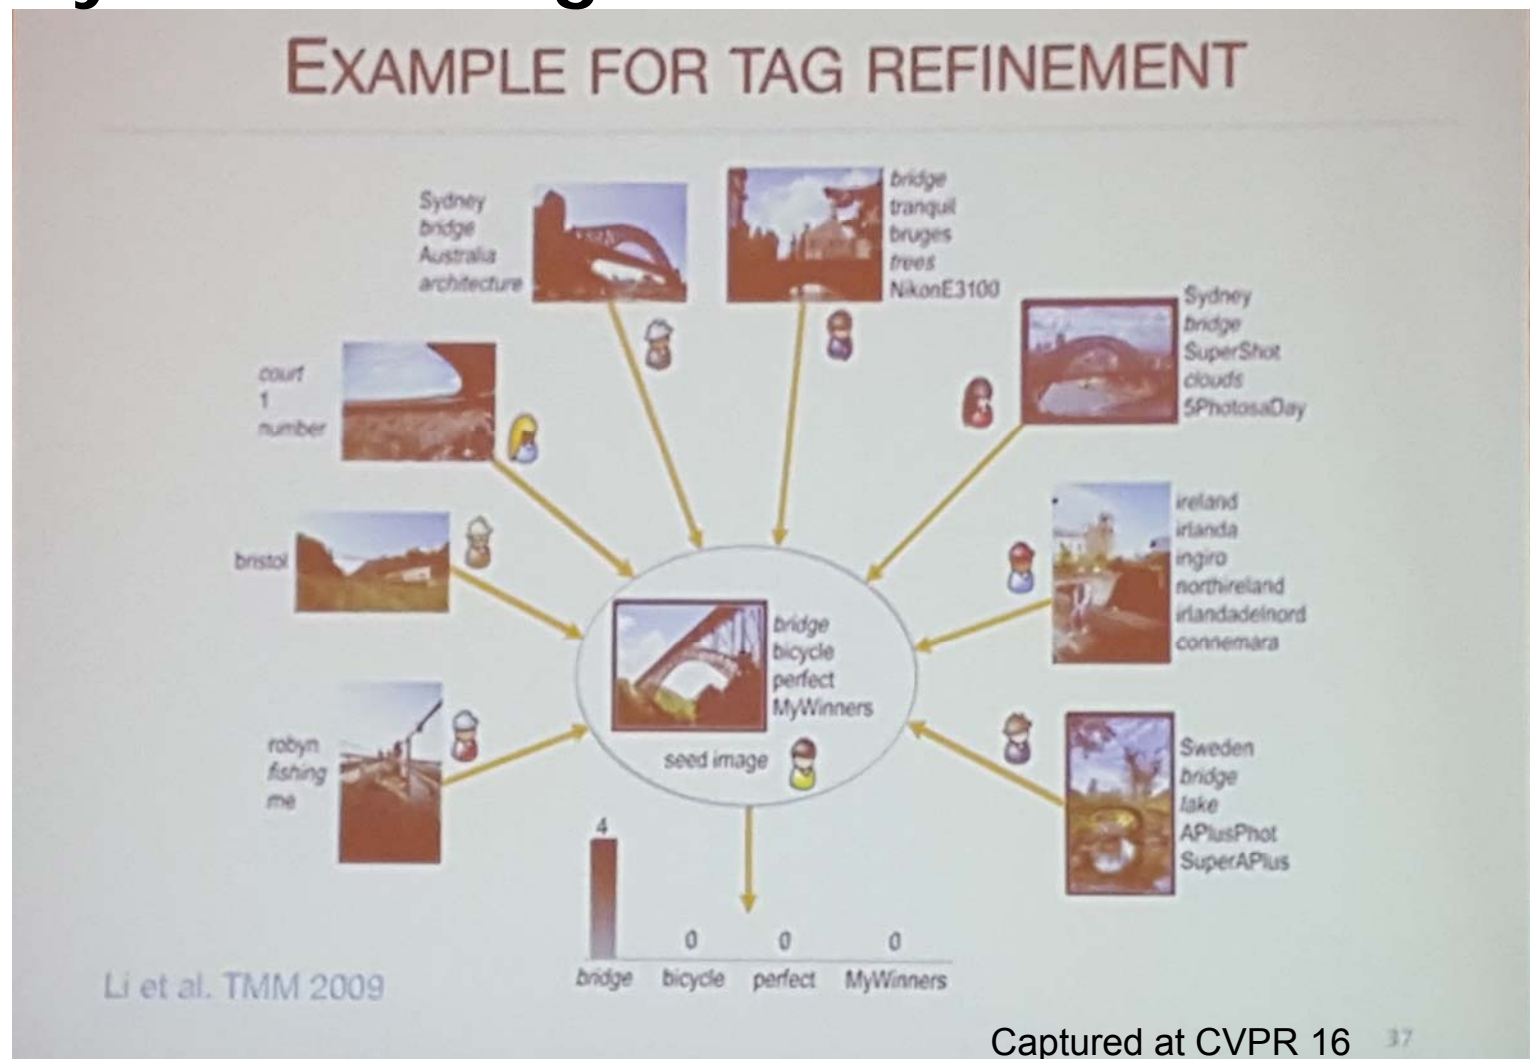 EXAMPLE FOR TAG REFINEMENT
Sydney
bridge
Australia
architecture
bridge
tranquil
bruges
trees
NikonE3100
Sydney
bridge
SuperShot
clouds
5PhotosaDay
court
1
number
ireland
irlanda
ingiro
northireland
irlandadelnord
connemara
bristol
bridge
bicycle
perfect
MyWinners
seed image
robyn
fishing
me
Sweden
bridge
lake
APlusPhot
SuperAPlus
4
0
0
0
bridge
bicycle
perfect
MyWinners
Li et al. TMM 2009
Captured at CVPR 16
37